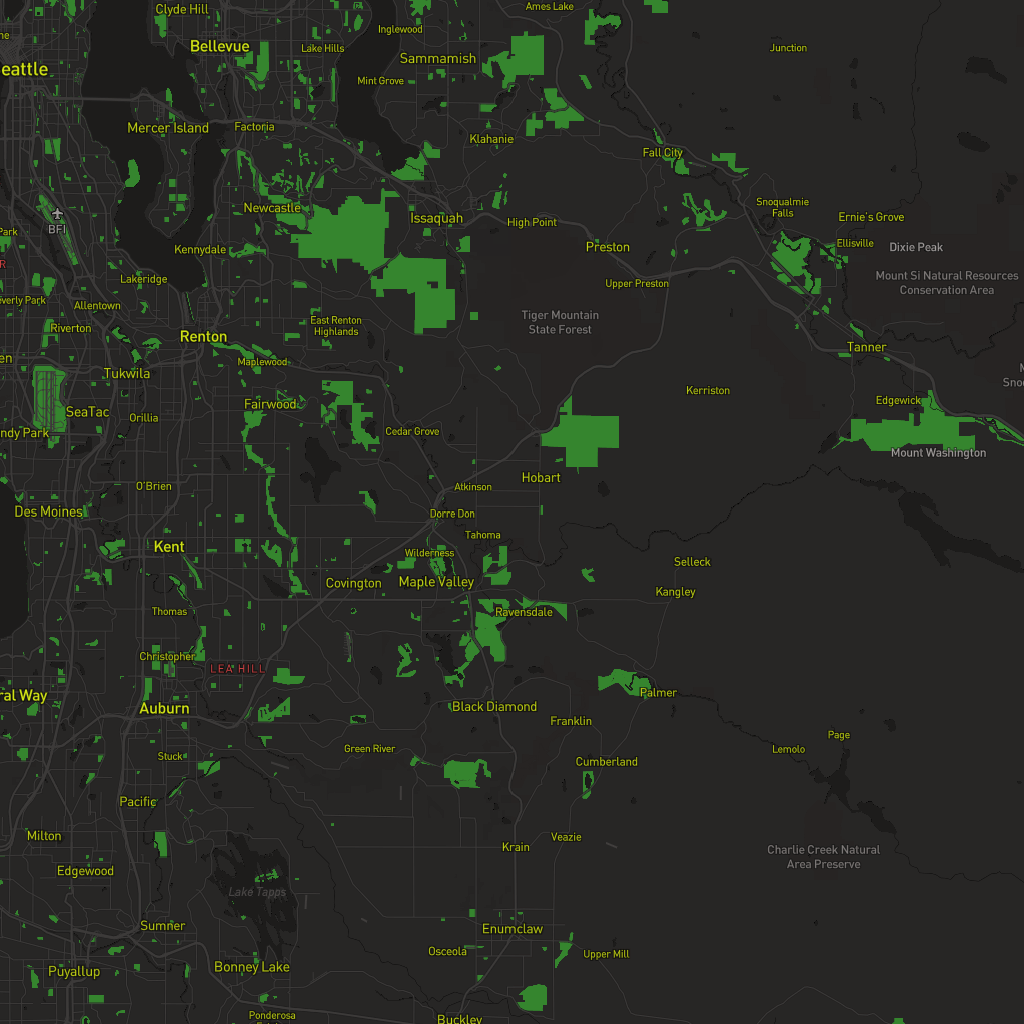 Ames Lake
Clyde Hill
Inglewood
Bellevue
Lake Hills
Junction
Sammamish
eattle
Mint Grove
Mercer Island
Factoria
Klahanie
Fall City
Newcastle
Issaquah
High Point
Snoqualmie
Falls
Ernie's Grove
BFI
Park
Kennydale
Preston
Ellisville
Dixie Peak
R
Lakeridge
Upper Preston
Mount Si Natural Resources
Conservation Area
everly Park
Allentown
Riverton
Renton
East Renton
Highlands
Tiger Mountain
State Forest
Tanner
en
Maplewood
Tukwila
M
Snoq
Kerriston
Edgewick
Fairwood
SeaTac
Orillia
ndy Park
Cedar Grove
Mount Washington
O'Brien
Atkinson
Hobart
Des Moines
Dorre Don
Tahoma
Kent
Wilderness
Selleck
Covington
Maple Valley
Kangley
Thomas
Ravensdale
Christopher
LEA HILL
Palmer
ral Way
Auburn
Black Diamond
Franklin
Stuck
Green River
Page
Lemolo
Cumberland
Pacific
Milton
Veazie
Krain
Charlie Creek Natural
Area Preserve
Edgewood
Lake Tapps
Sumner
Enumclaw
Osceola
Upper Mill
Puyallup
Bonney Lake
Ponderosa
Buckley